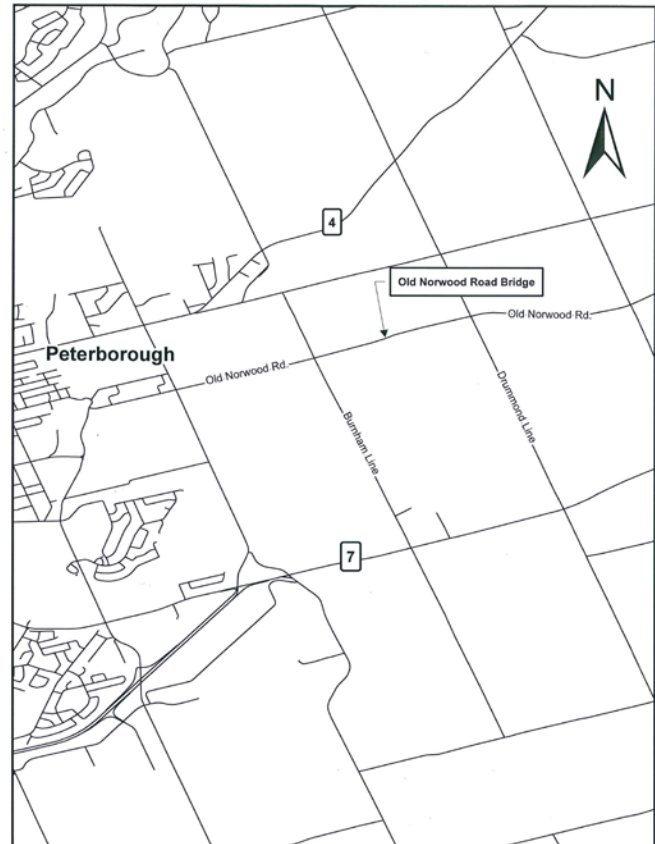 N
4
Old Norwood Road Bridge
Old Norwood Rd.
Peterborough
Old Norwood Rd.
Drummond Line
Burnham Line
7